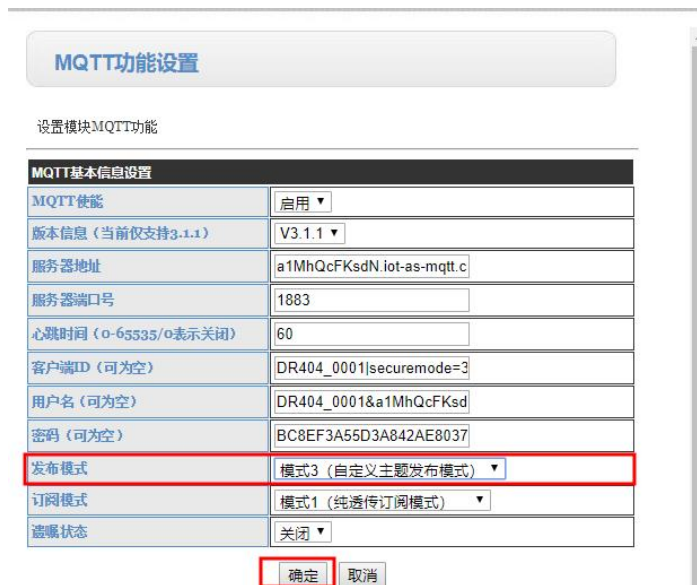 MQTT功能设置
设置模块MQTT功能
MQTT基本信息设置
MQTT使能 启用
版本信息（当前仅支持3.1.1） V3.1.1
服务器地址 a1MhQcFKsdN.iot-as-mqtt.c
服务器端口号 1883
心跳时间（0-65535/0表示关闭） 60
客户端ID（可为空） DR404_0001|securemode=3
用户名（可为空） DR404_0001&a1MhQcFKsd
密码（可为空） BC8EF3A55D3A842AE8037
发布模式 模式3（自定义主题发布模式）
订阅模式 模式1（纯透传订阅模式）
遗嘱状态 关闭
确定 取消